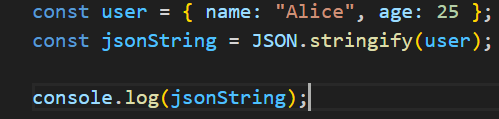 const user = { name: "Alice", age: 25 };
const jsonString = JSON.stringify(user);
console.log(jsonString);